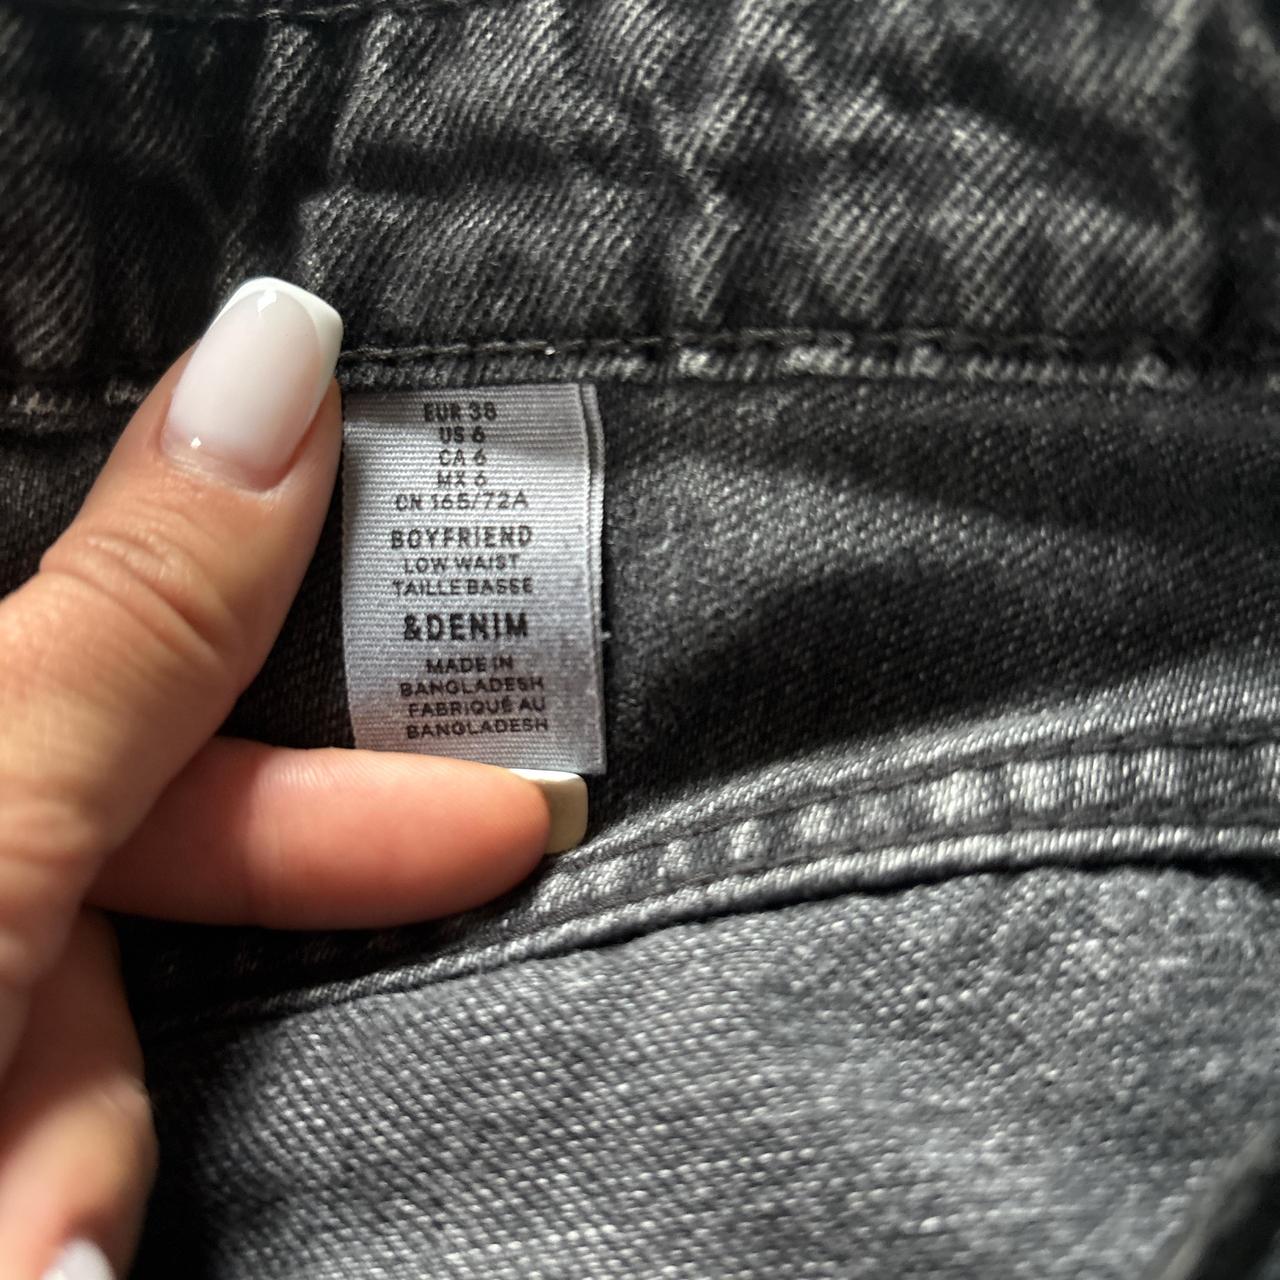 EUR 38
US 6
CA 6
MX 6
CN 165/72A
BOYFRIEND
LOW WAIST
TAILLE BASSE
&DENIM
MADE IN
BANGLADESH
FABRIQUÉ AU
BANGLADESH